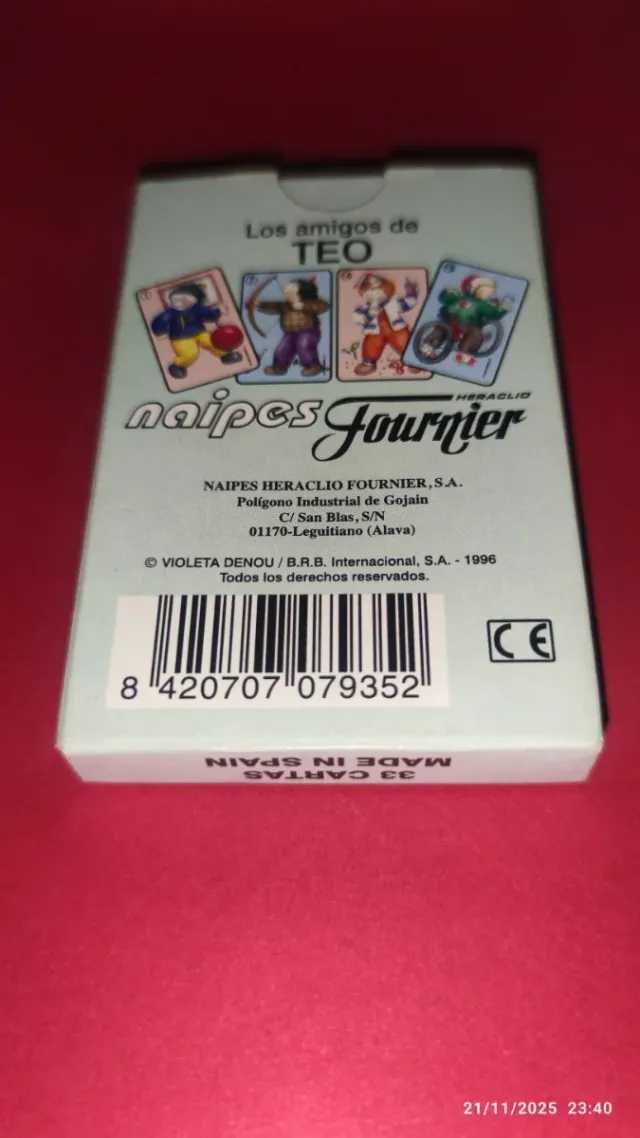 Los amigos de
TEO
naipes HERACLIO Fournier
NAIPES HERACLIO FOURNIER, S.A.
Polígono Industrial de Gojain
C/ San Blas, S/N
01170-Leguitiano (Alava)
© VIOLETA DENOU / B.R.B. Internacional, S.A. - 1996
Todos los derechos reservados.
CE
8 420707 079352
33 CARTAS
MADE IN SPAIN
21/11/2025 23:40